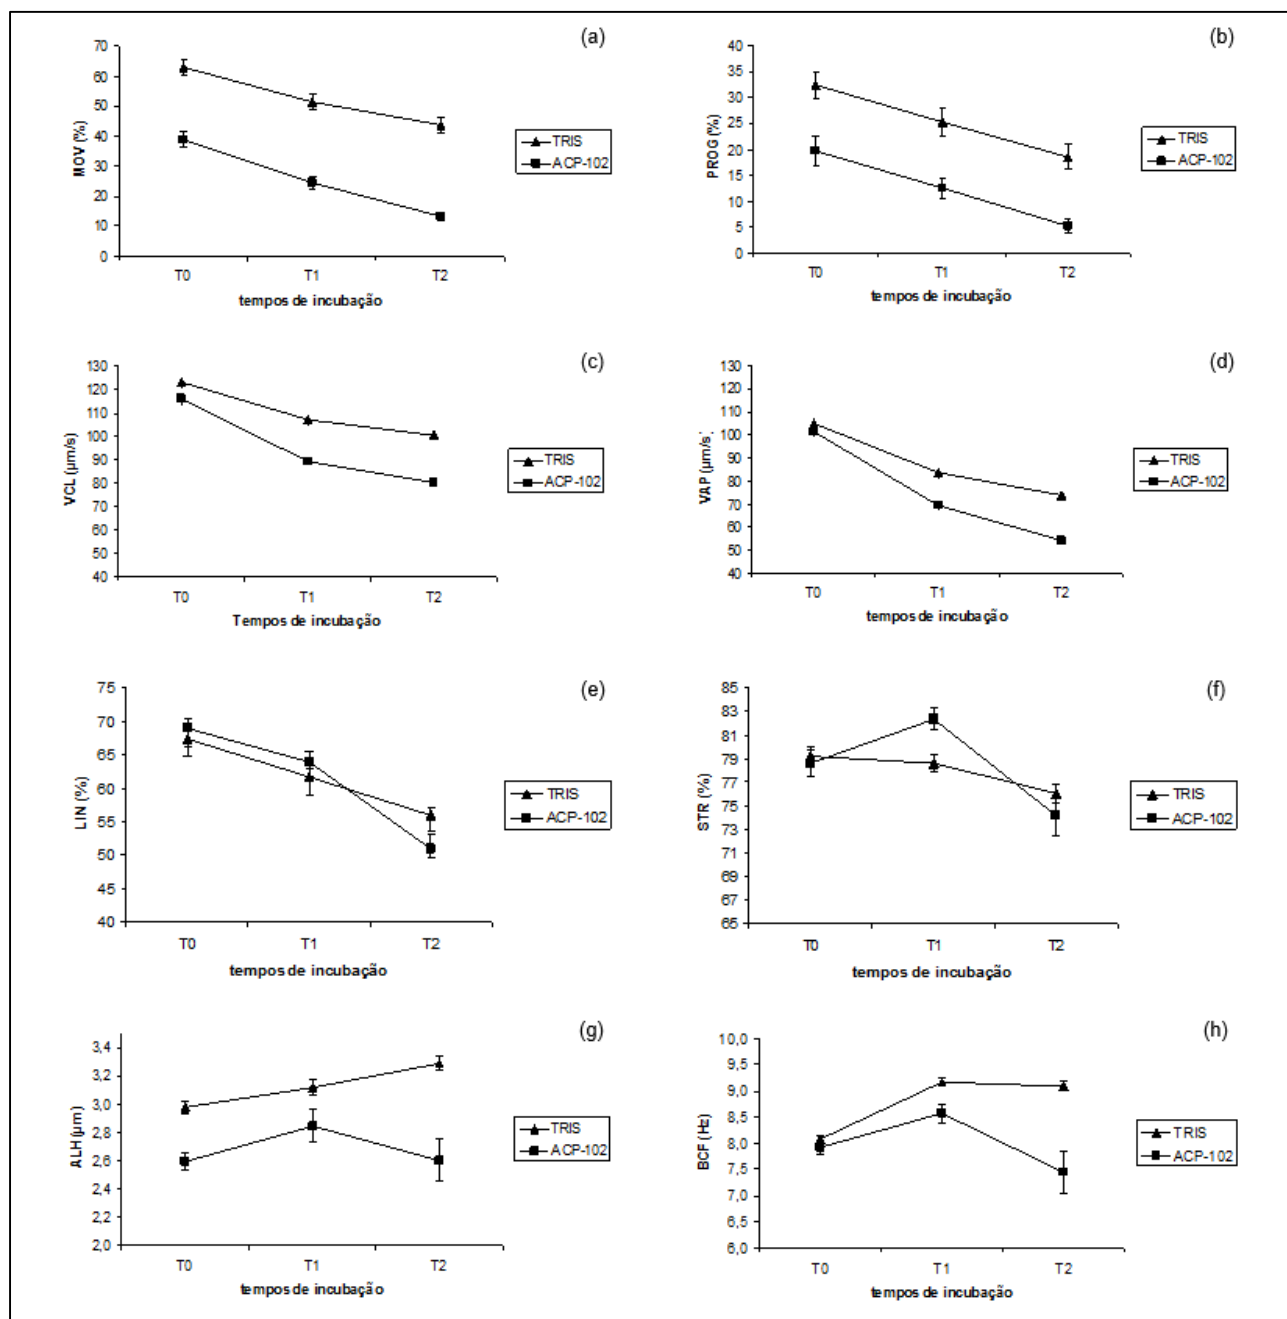 (a)
MOV (%)
70
60
50
40
30
20
10
0
T0 T1 T2
tempos de incubação
TRIS
ACP-102
(b)
PROG (%)
40
35
30
25
20
15
10
5
0
T0 T1 T2
tempos de incubação
TRIS
ACP-102
(c)
VCL (µm/s)
130
120
110
100
90
80
70
60
50
40
T0 T1 T2
Tempos de incubação
TRIS
ACP-102
(d)
VAP (µm/s)
130
120
110
100
90
80
70
60
50
40
T0 T1 T2
tempos de incubação
TRIS
ACP-102
(e)
LIN (%)
75
70
65
60
55
50
45
40
T0 T1 T2
tempos de incubação
TRIS
ACP-102
(f)
STR (%)
85
83
81
79
77
75
73
71
69
67
65
T0 T1 T2
tempos de incubação
TRIS
ACP-102
(g)
ALH (µm)
3,4
3,2
3,0
2,8
2,6
2,4
2,2
2,0
T0 T1 T2
tempos de incubação
TRIS
ACP-102
(h)
BCF (Hz)
10,0
9,5
9,0
8,5
8,0
7,5
7,0
6,5
6,0
T0 T1 T2
tempos de incubação
TRIS
ACP-102